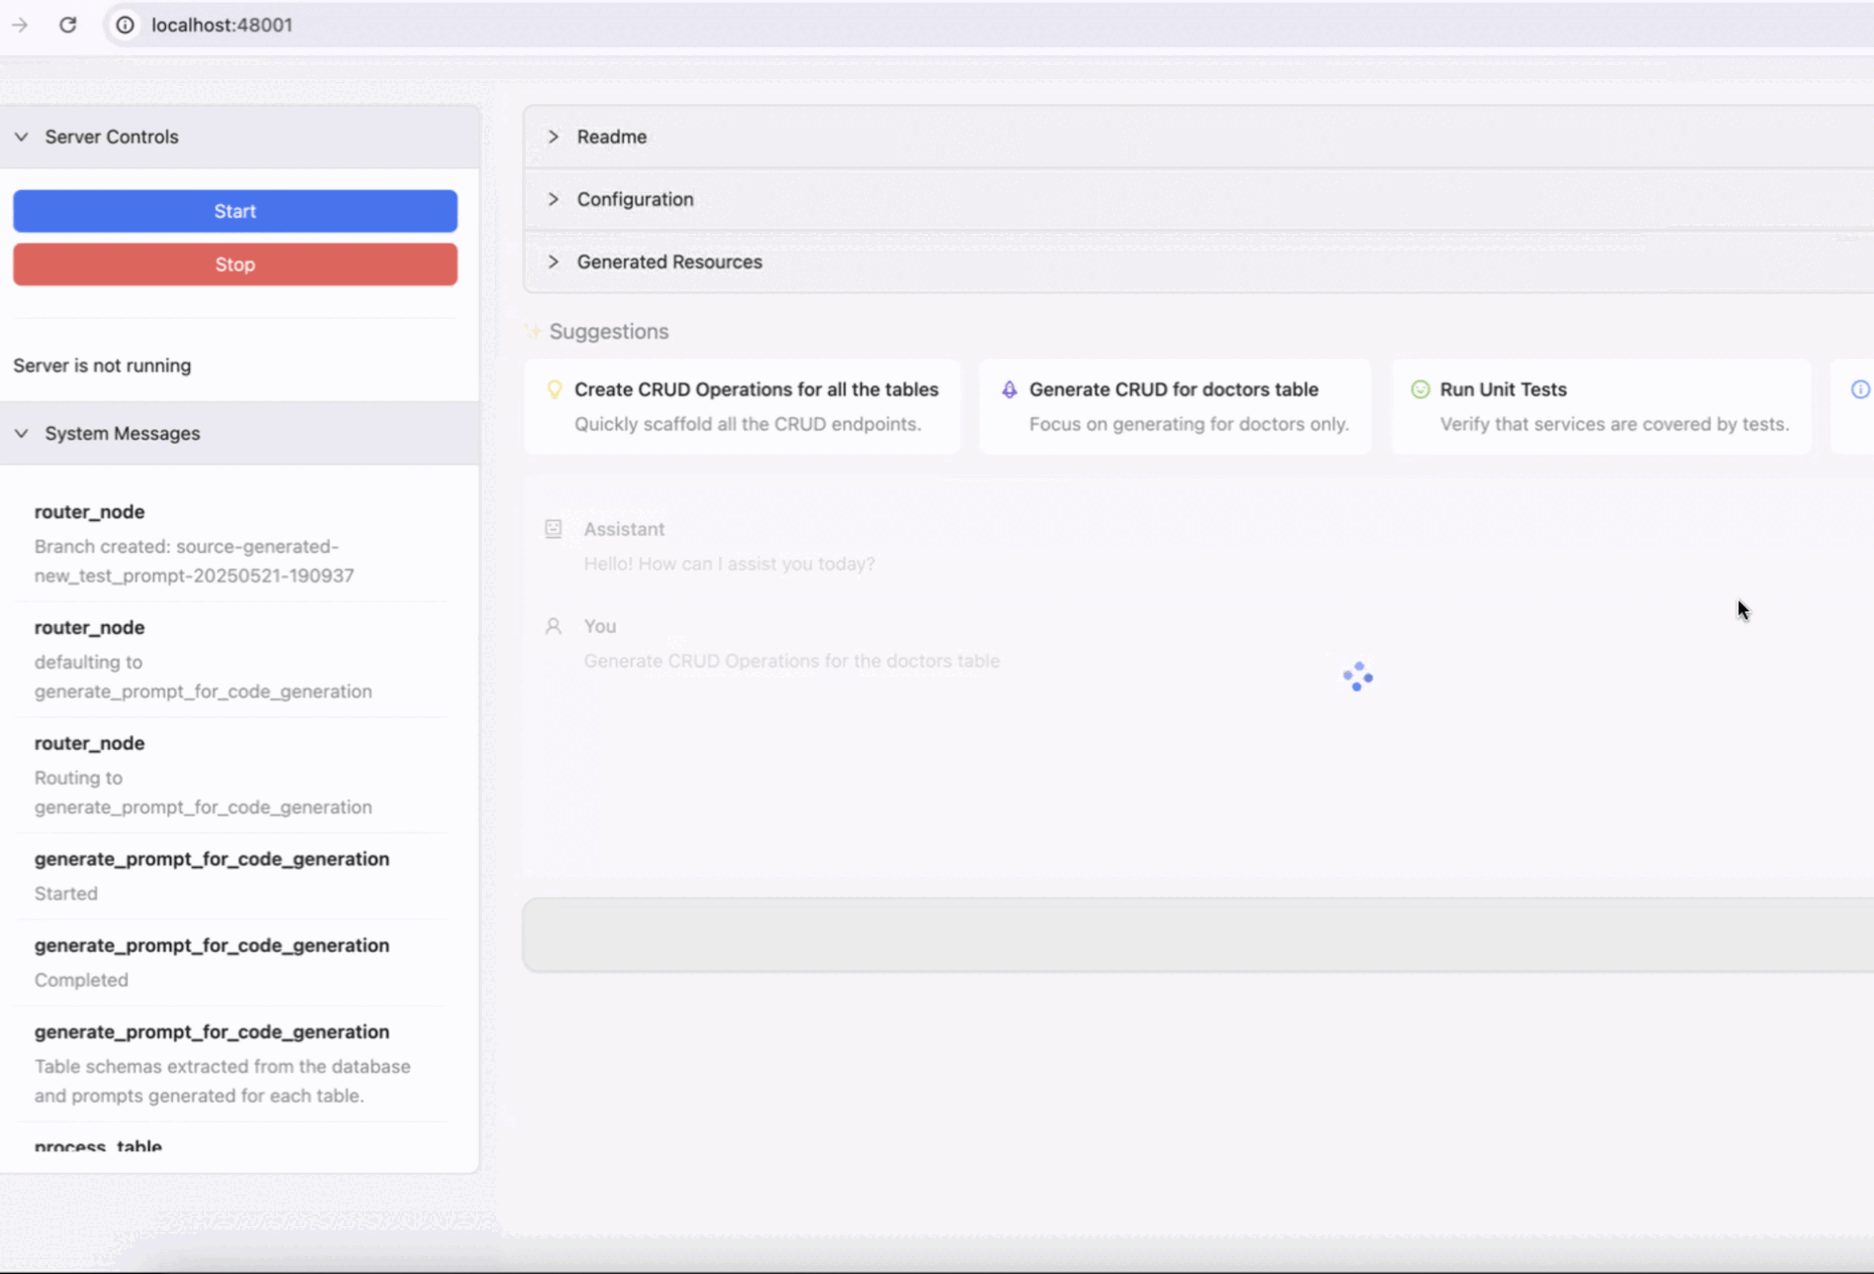 localhost:48001
Server Controls
Start
Stop
Server is not running
System Messages
router_node
Branch created: source-generated-
new_test_prompt-20250521-190937
router_node
defaulting to
generate_prompt_for_code_generation
router_node
Routing to
generate_prompt_for_code_generation
generate_prompt_for_code_generation
Started
generate_prompt_for_code_generation
Completed
generate_prompt_for_code_generation
Table schemas extracted from the database
and prompts generated for each table.
process_table
Readme
Configuration
Generated Resources
Suggestions
Create CRUD Operations for all the tables
Quickly scaffold all the CRUD endpoints.
Generate CRUD for doctors table
Focus on generating for doctors only.
Run Unit Tests
Verify that services are covered by tests.
Assistant
Hello! How can I assist you today?
You
Generate CRUD Operations for the doctors table